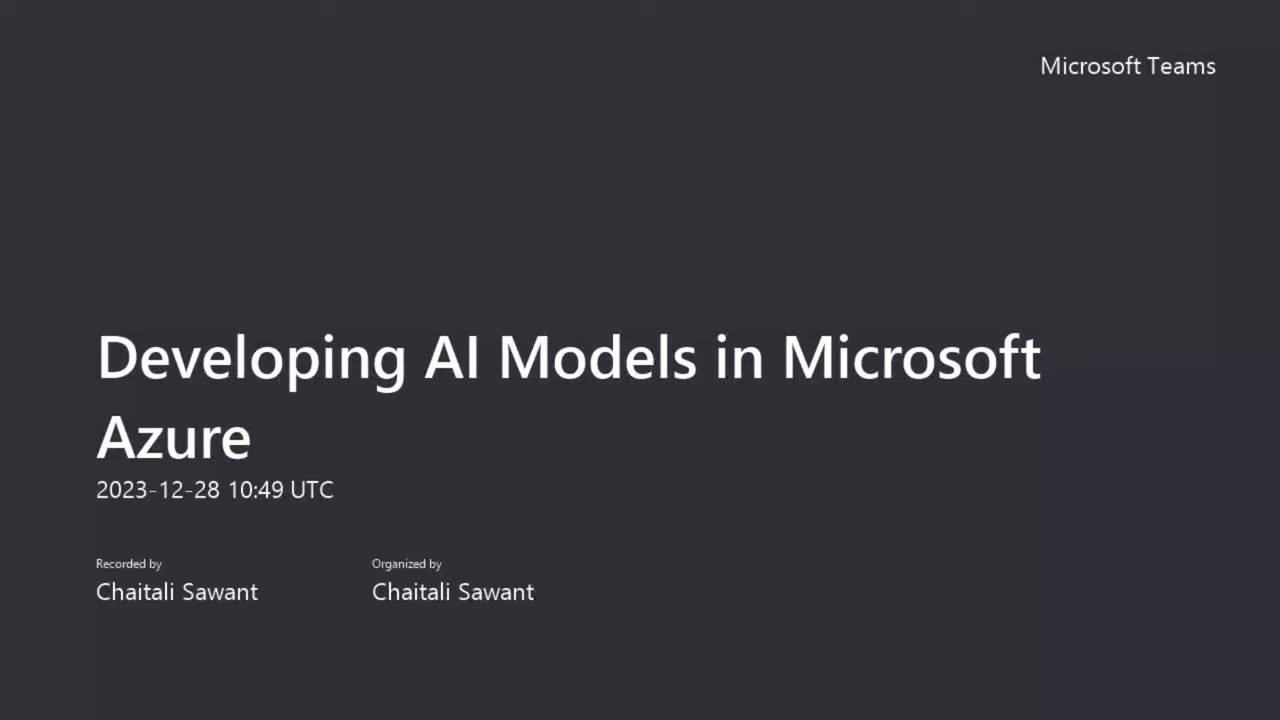 Microsoft Teams
Developing AI Models in Microsoft
Azure
2023-12-28 10:49 UTC
Recorded by
Chaitali Sawant
Organized by
Chaitali Sawant